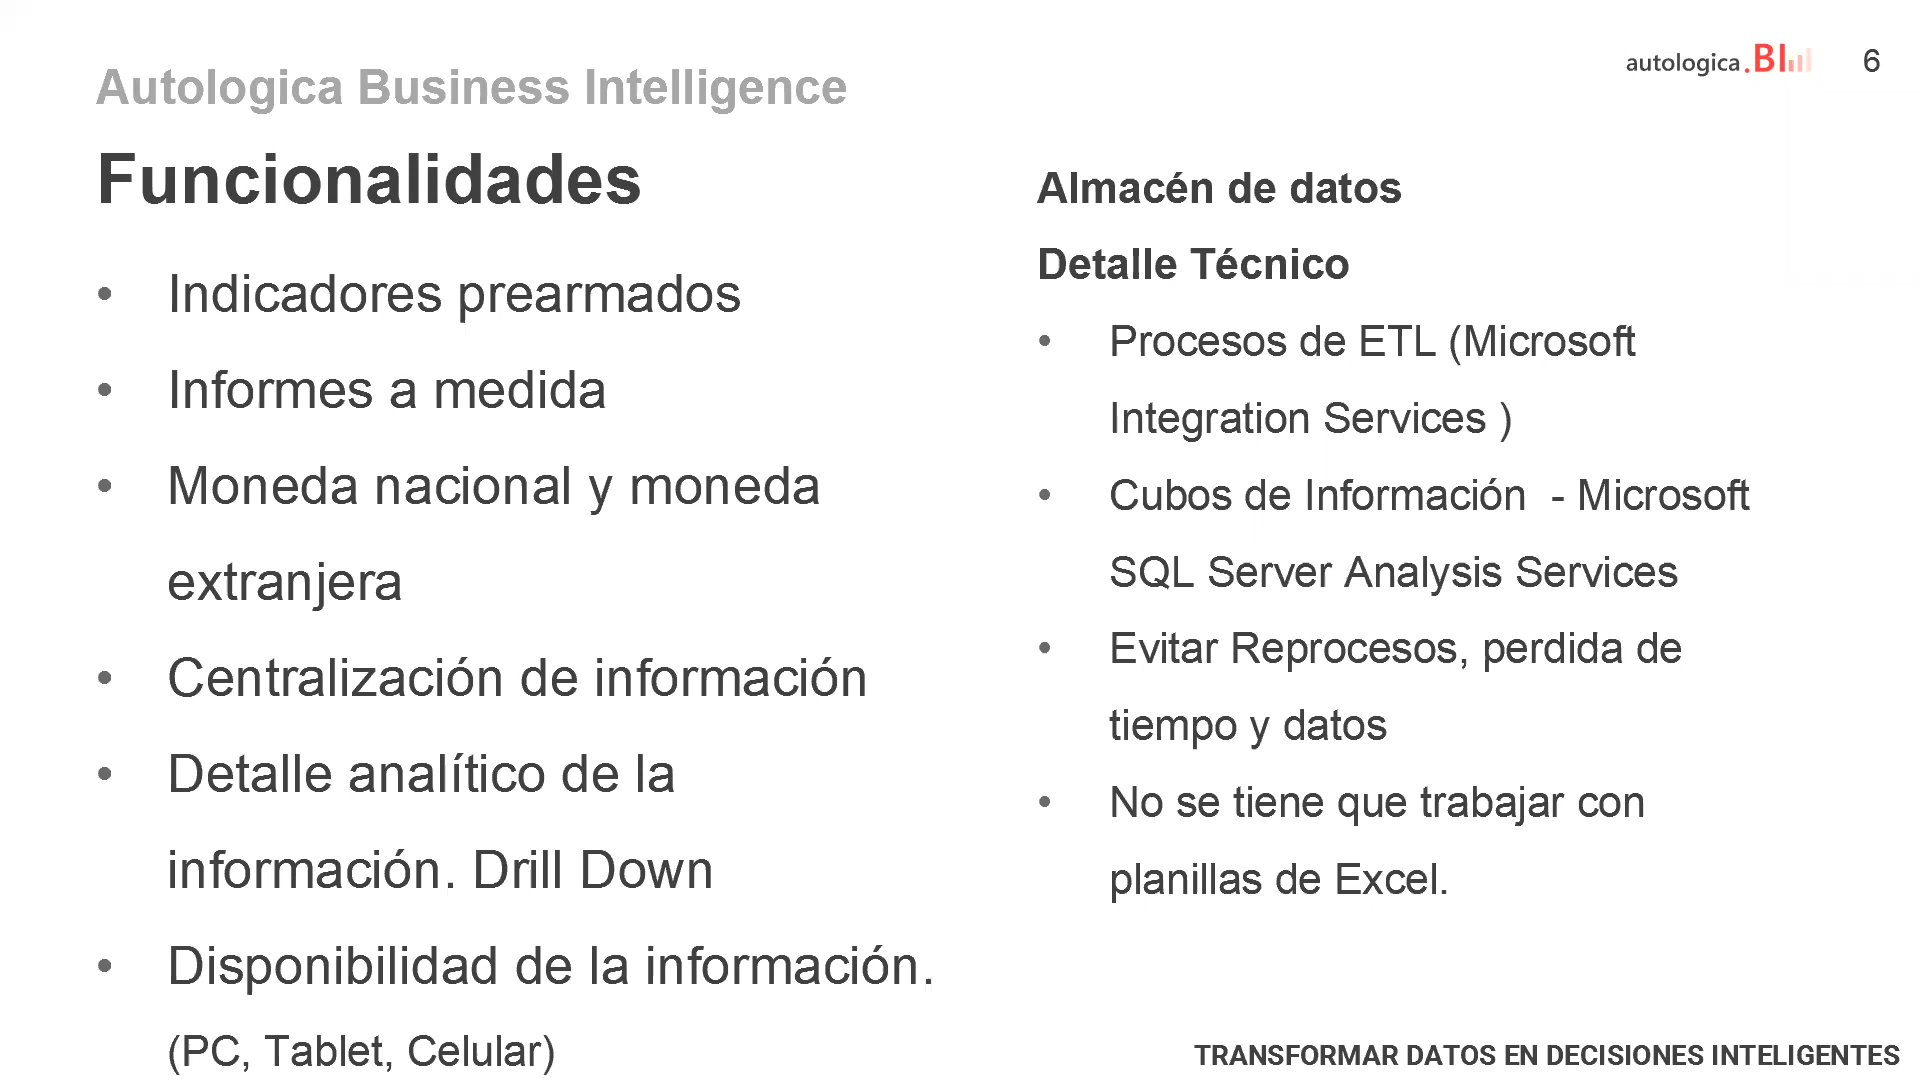 autologica.BI
6
Autologica Business Intelligence
Funcionalidades
• Indicadores prearmados
• Informes a medida
• Moneda nacional y moneda
extranjera
• Centralización de información
• Detalle analítico de la
información. Drill Down
• Disponibilidad de la información.
(PC, Tablet, Celular)
Almacén de datos
Detalle Técnico
• Procesos de ETL (Microsoft
Integration Services )
• Cubos de Información  - Microsoft
SQL Server Analysis Services
• Evitar Reprocesos, perdida de
tiempo y datos
• No se tiene que trabajar con
planillas de Excel.
TRANSFORMAR DATOS EN DECISIONES INTELIGENTES